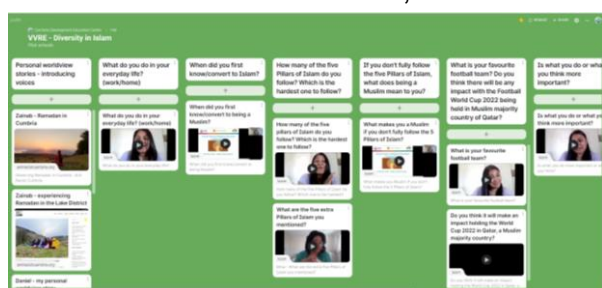 VVRE - Diversity in Islam
Personal worldview
stories - introducing
voices
Zainab - Ramadan in
Cumbria
Zainab - experiencing
Ramadan in the Lake District
Daniel - my personal
What do you do in your
everyday life?
(work/home)
What do you do in your
everyday life? (work/home)
When did you first
know/convert to Islam?
When did you first
know/convert to being a
Muslim?
How many of the five
Pillars of Islam do you
follow? Which is the
hardest one to follow?
How many of the five
pillars of Islam do you
follow? Which is the hardest
one to follow?
What are the five extra
Pillars of Islam you
mentioned?
If you don't fully follow
the five Pillars of Islam,
what does being a
Muslim mean to you?
What makes you a Muslim
if you don't fully follow the 5
Pillars of Islam?
What is your favourite
football team? Do you
think there will be any
impact with the Football
World Cup 2022 being
held in Muslim majority
country of Qatar?
What is your favourite
football team?
Do you think it will make an
impact holding the World
Cup 2022 in Qatar, a Muslim
majority country?
Is what you do or wha
you think more
important?
Is what you do or what yo
think more important?